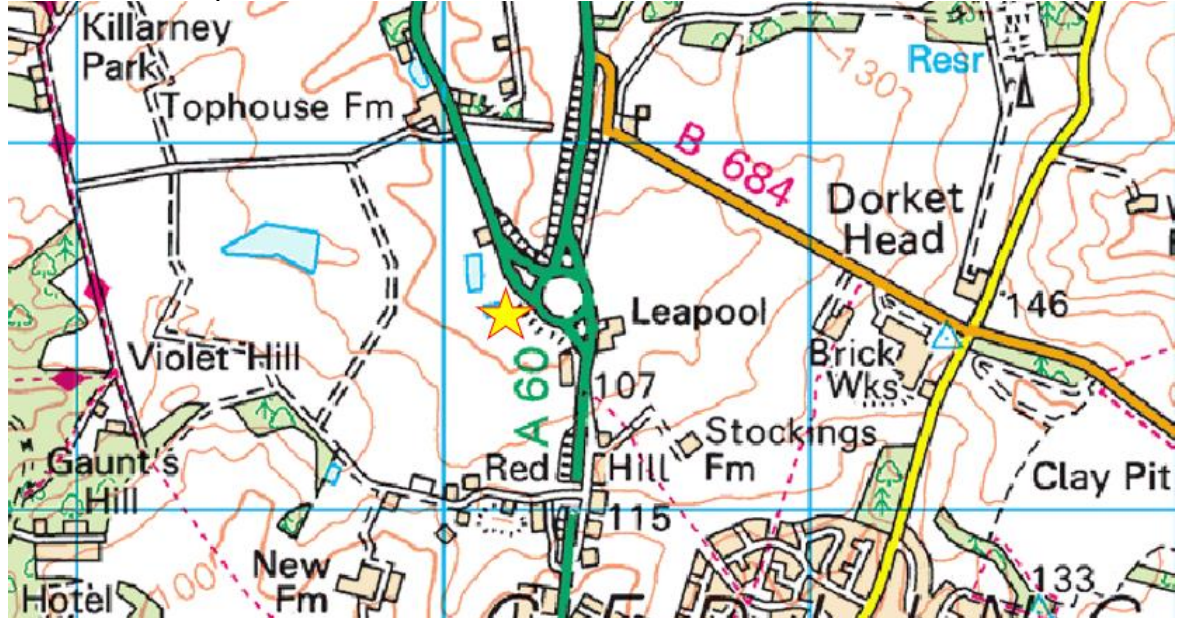 Killarney
Park
Tophouse Fm
Resr
130
B 684
Dorket
Head
146
Leapool
Violet Hill
A 60
107
Brick
Wks
Stockings
Fm
Gaunt's
Hill
Red Hill
Clay Pit
115
New
Fm
100
133
Hotel